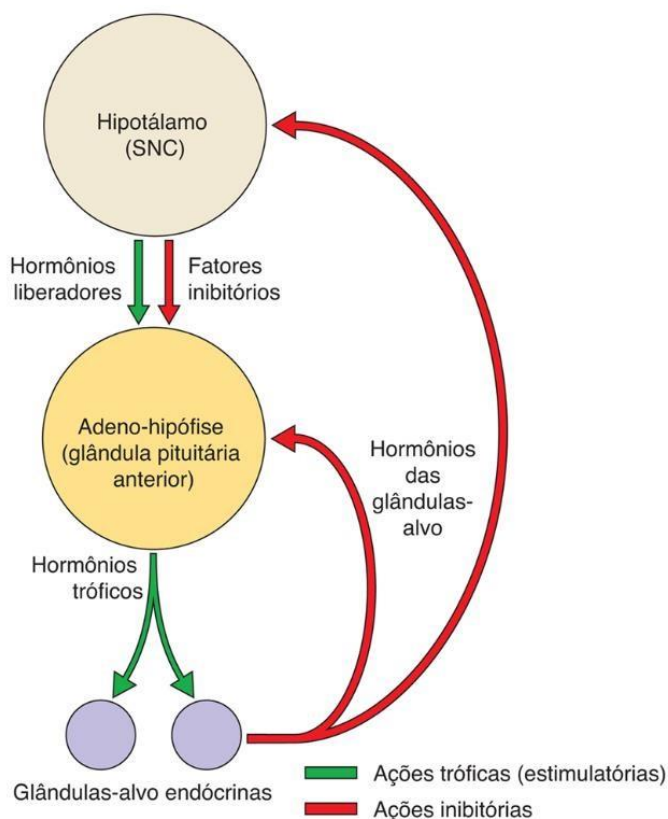 Hipotálamo
(SNC)
Hormônios
liberadores
Fatores
inibitórios
Adeno-hipófise
(glândula pituitária
anterior)
Hormônios
das
glândulas-
alvo
Hormônios
tróficos
Glândulas-alvo endócrinas
Ações tróficas (estimulatórias)
Ações inibitórias